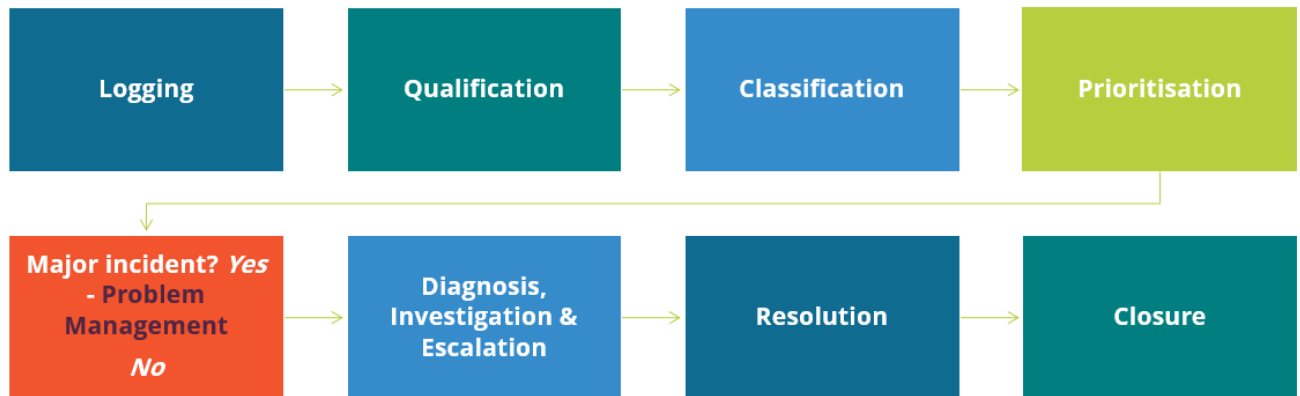 Logging
Qualification
Classification
Prioritisation
Major incident? Yes
- Problem
Management
No
Diagnosis,
Investigation &
Escalation
Resolution
Closure